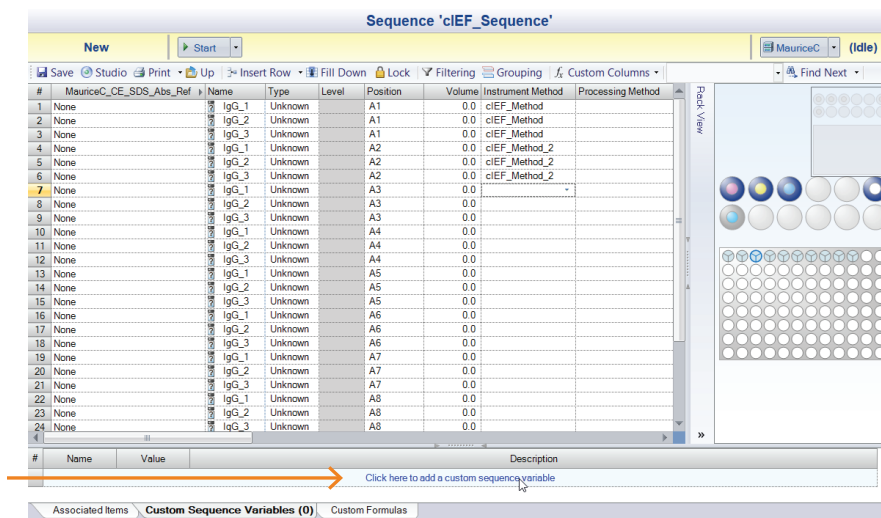 Sequence 'cIEF_Sequence'
New Start MauriceC (Idle)
Save Studio Print Up Insert Row Fill Down Lock Filtering Grouping Custom Columns Find Next
# MauriceC_CE_SDS_Abs_Ref Name Type Level Position Volume Instrument Method Processing Method
Rack View
1 None IgG_1 Unknown A1 0.0 cIEF_Method
2 None IgG_2 Unknown A1 0.0 cIEF_Method
3 None IgG_3 Unknown A1 0.0 cIEF_Method
4 None IgG_1 Unknown A2 0.0 cIEF_Method_2
5 None IgG_2 Unknown A2 0.0 cIEF_Method_2
6 None IgG_3 Unknown A2 0.0 cIEF_Method_2
7 None IgG_1 Unknown A3 0.0
8 None IgG_2 Unknown A3 0.0
9 None IgG_3 Unknown A3 0.0
10 None IgG_1 Unknown A4 0.0
11 None IgG_2 Unknown A4 0.0
12 None IgG_3 Unknown A4 0.0
13 None IgG_1 Unknown A5 0.0
14 None IgG_2 Unknown A5 0.0
15 None IgG_3 Unknown A5 0.0
16 None IgG_1 Unknown A6 0.0
17 None IgG_2 Unknown A6 0.0
18 None IgG_3 Unknown A6 0.0
19 None IgG_1 Unknown A7 0.0
20 None IgG_2 Unknown A7 0.0
21 None IgG_3 Unknown A7 0.0
22 None IgG_1 Unknown A8 0.0
23 None IgG_2 Unknown A8 0.0
24 None IgG_3 Unknown A8 0.0
# Name Value Description
Click here to add a custom sequence variable
Associated Items Custom Sequence Variables (0) Custom Formulas